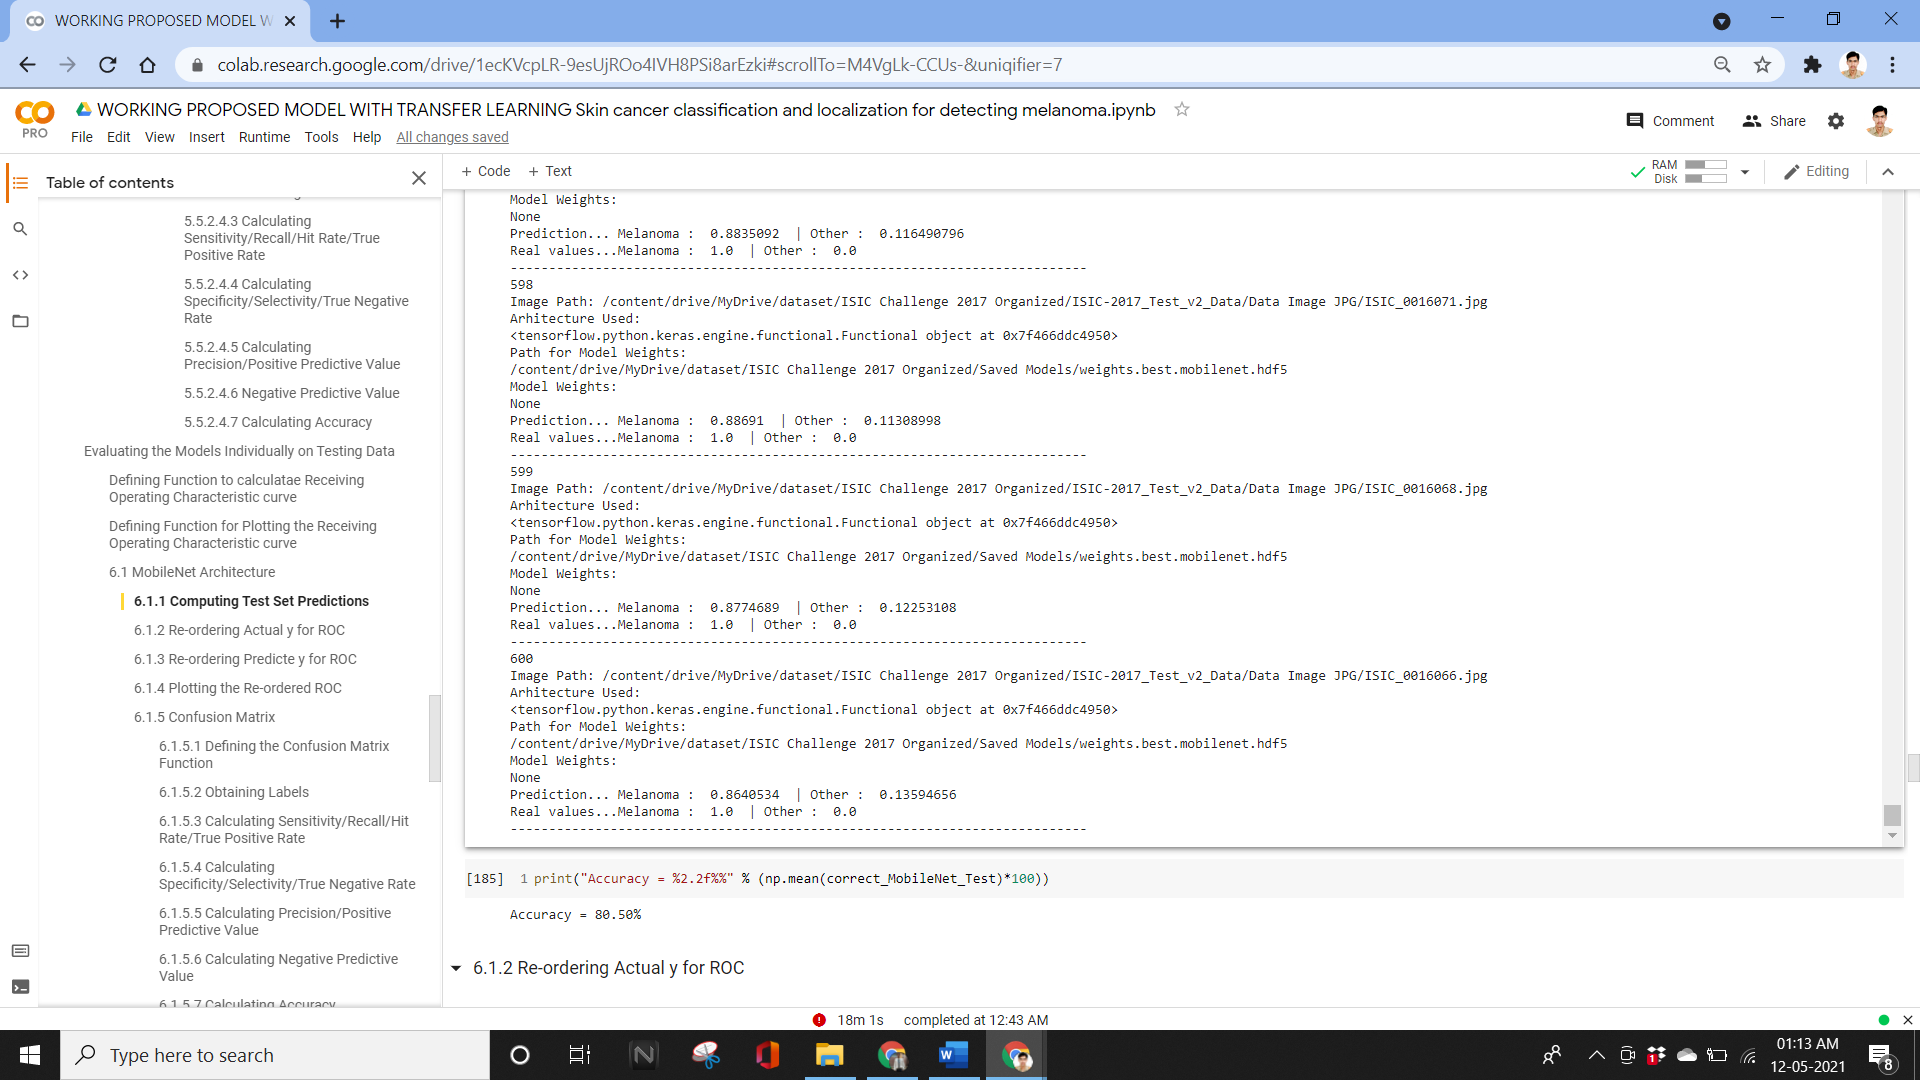 WORKING PROPOSED MODEL W
colab.research.google.com/drive/1ecKVcpLR-9esUjROo4IVH8PSi8arEzki#scrollTo=M4VgLk-CCUs-&uniqifier=7
PRO
WORKING PROPOSED MODEL WITH TRANSFER LEARNING Skin cancer classification and localization for detecting melanoma.ipynb
File Edit View Insert Runtime Tools Help All changes saved
Comment Share
Table of contents
5.5.2.4.3 Calculating
Sensitivity/Recall/Hit Rate/True
Positive Rate
5.5.2.4.4 Calculating
Specificity/Selectivity/True Negative
Rate
5.5.2.4.5 Calculating
Precision/Positive Predictive Value
5.5.2.4.6 Negative Predictive Value
5.5.2.4.7 Calculating Accuracy
Evaluating the Models Individually on Testing Data
Defining Function to calculatae Receiving
Operating Characteristic curve
Defining Function for Plotting the Receiving
Operating Characteristic curve
6.1 MobileNet Architecture
6.1.1 Computing Test Set Predictions
6.1.2 Re-ordering Actual y for ROC
6.1.3 Re-ordering Predicte y for ROC
6.1.4 Plotting the Re-ordered ROC
6.1.5 Confusion Matrix
6.1.5.1 Defining the Confusion Matrix
Function
6.1.5.2 Obtaining Labels
6.1.5.3 Calculating Sensitivity/Recall/Hit
Rate/True Positive Rate
6.1.5.4 Calculating
Specificity/Selectivity/True Negative Rate
6.1.5.5 Calculating Precision/Positive
Predictive Value
6.1.5.6 Calculating Negative Predictive
Value
6.1.5.7 Calculating Accuracy
+ Code + Text
RAM
Disk
Editing
Model Weights:
None
Prediction... Melanoma : 0.8835092 | Other : 0.116490796
Real values...Melanoma : 1.0 | Other : 0.0
---------------------------------------------------------------------------
598
Image Path: /content/drive/MyDrive/dataset/ISIC Challenge 2017 Organized/ISIC-2017_Test_v2_Data/Data Image JPG/ISIC_0016071.jpg
Arhitecture Used:
<tensorflow.python.keras.engine.functional.Functional object at 0x7f466ddc4950>
Path for Model Weights:
/content/drive/MyDrive/dataset/ISIC Challenge 2017 Organized/Saved Models/weights.best.mobilenet.hdf5
Model Weights:
None
Prediction... Melanoma : 0.88691 | Other : 0.11308998
Real values...Melanoma : 1.0 | Other : 0.0
---------------------------------------------------------------------------
599
Image Path: /content/drive/MyDrive/dataset/ISIC Challenge 2017 Organized/ISIC-2017_Test_v2_Data/Data Image JPG/ISIC_0016068.jpg
Arhitecture Used:
<tensorflow.python.keras.engine.functional.Functional object at 0x7f466ddc4950>
Path for Model Weights:
/content/drive/MyDrive/dataset/ISIC Challenge 2017 Organized/Saved Models/weights.best.mobilenet.hdf5
Model Weights:
None
Prediction... Melanoma : 0.8774689 | Other : 0.12253108
Real values...Melanoma : 1.0 | Other : 0.0
---------------------------------------------------------------------------
600
Image Path: /content/drive/MyDrive/dataset/ISIC Challenge 2017 Organized/ISIC-2017_Test_v2_Data/Data Image JPG/ISIC_0016066.jpg
Arhitecture Used:
<tensorflow.python.keras.engine.functional.Functional object at 0x7f466ddc4950>
Path for Model Weights:
/content/drive/MyDrive/dataset/ISIC Challenge 2017 Organized/Saved Models/weights.best.mobilenet.hdf5
Model Weights:
None
Prediction... Melanoma : 0.8640534 | Other : 0.13594656
Real values...Melanoma : 1.0 | Other : 0.0
---------------------------------------------------------------------------
[185] 1 print("Accuracy = %2.2f%%" % (np.mean(correct_MobileNet_Test)*100))
Accuracy = 80.50%
6.1.2 Re-ordering Actual y for ROC
18m 1s completed at 12:43 AM
Type here to search
01:13 AM
12-05-2021
8